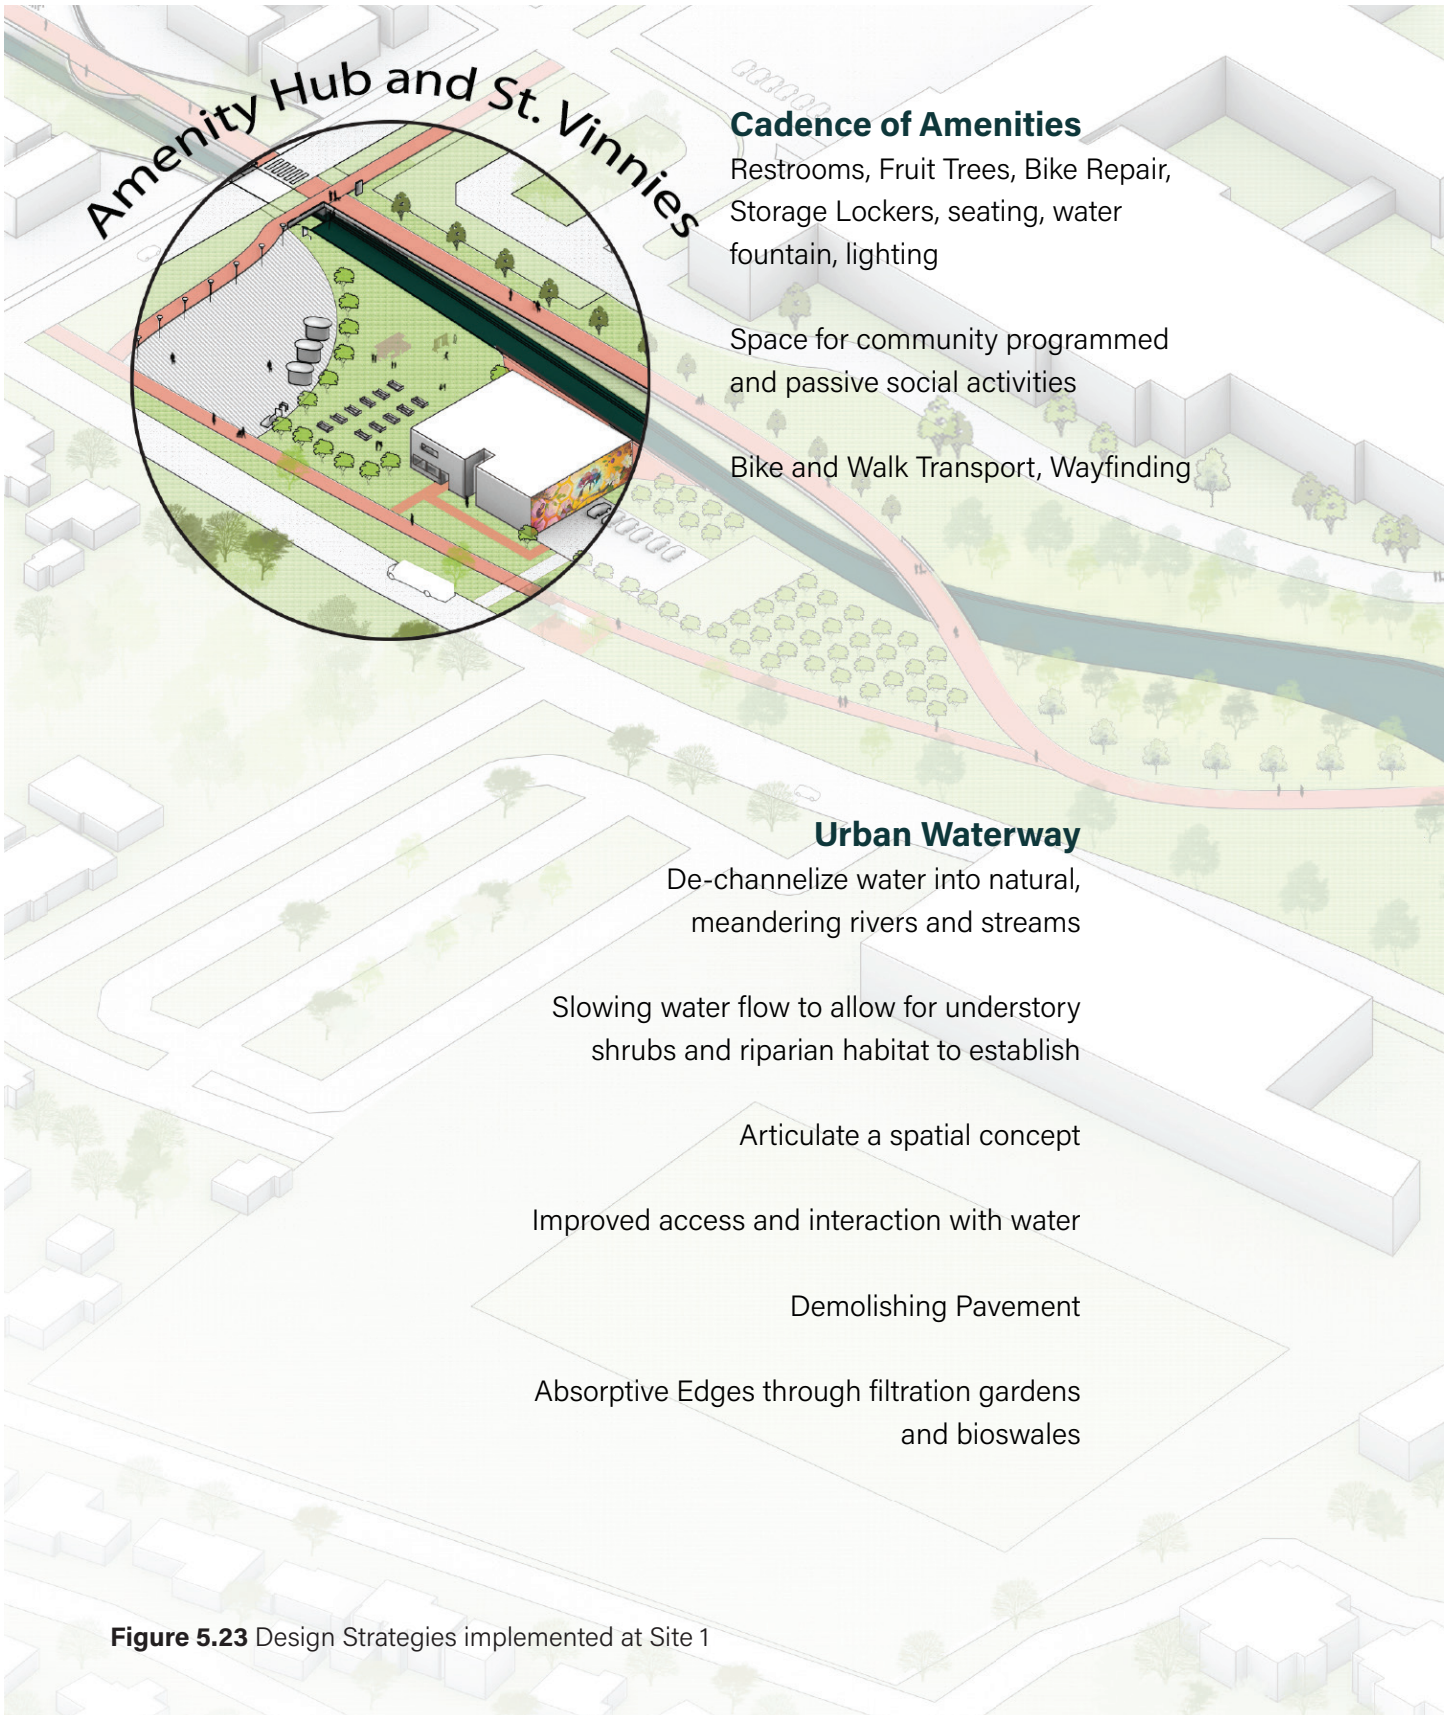 Amenity Hub and St. Vinnies
Cadence of Amenities
Restrooms, Fruit Trees, Bike Repair,
Storage Lockers, seating, water
fountain, lighting
Space for community programmed
and passive social activities
Bike and Walk Transport, Wayfinding
Urban Waterway
De-channelize water into natural,
meandering rivers and streams
Slowing water flow to allow for understory
shrubs and riparian habitat to establish
Articulate a spatial concept
Improved access and interaction with water
Demolishing Pavement
Absorptive Edges through filtration gardens
and bioswales
Figure 5.23 Design Strategies implemented at Site 1